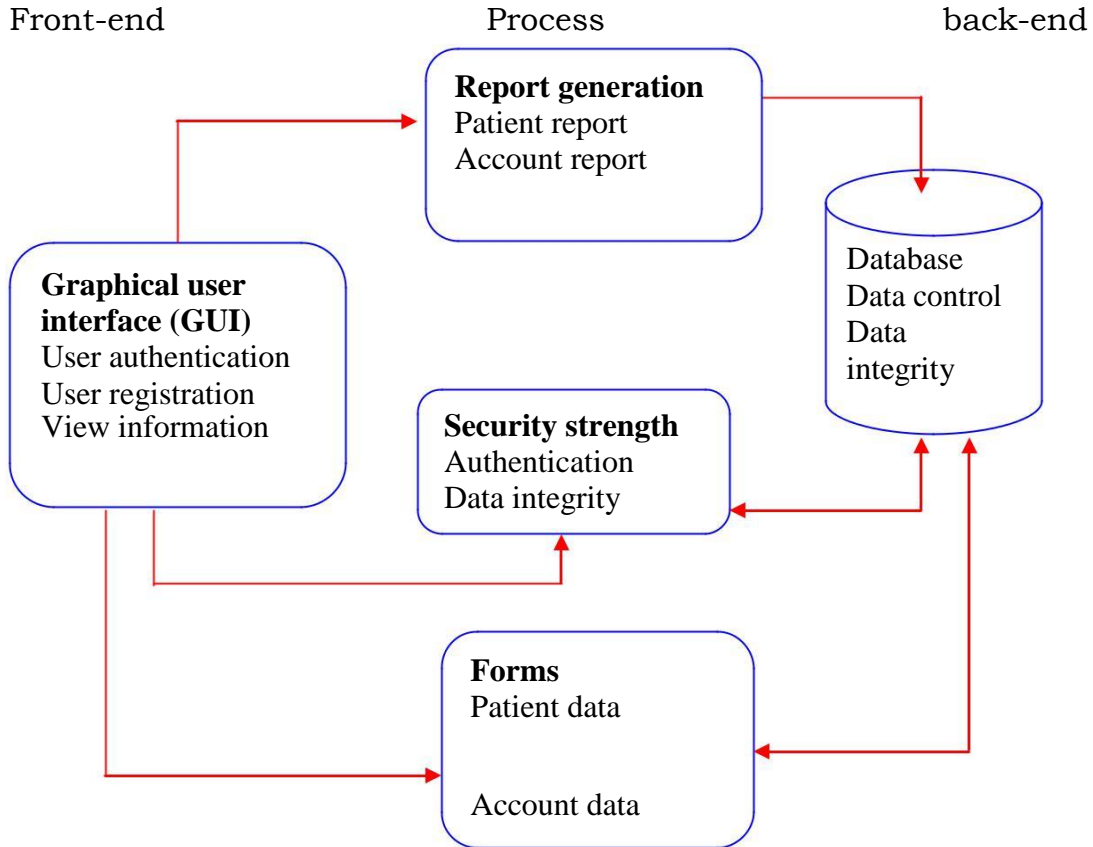 Front-end
Process
back-end
Report generation
Patient report
Account report
Graphical user
interface (GUI)
User authentication
User registration
View information
Database
Data control
Data
integrity
Security strength
Authentication
Data integrity
Forms
Patient data
Account data